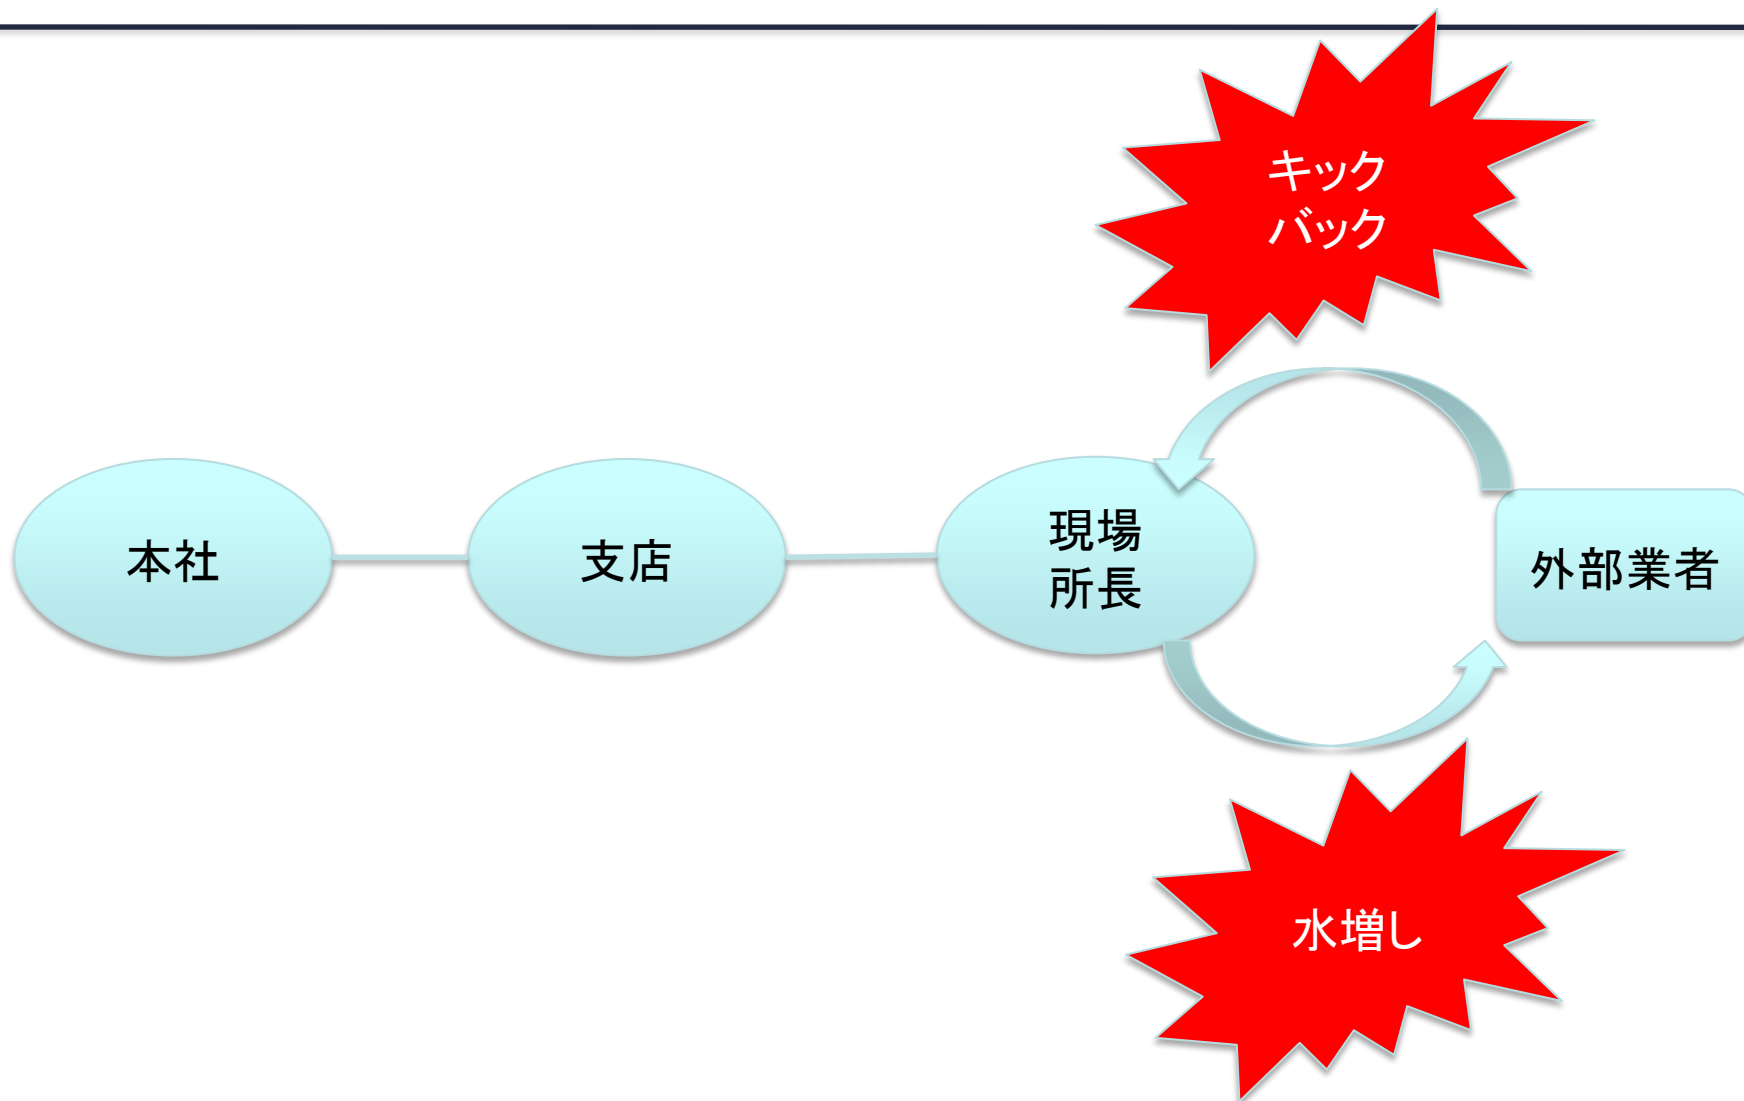 キック
バック
本社
支店
現場
所長
外部業者
水増し